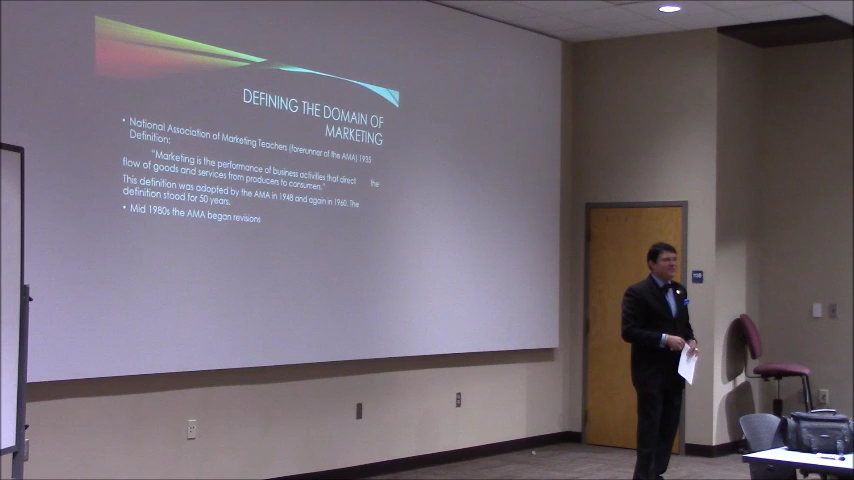 DEFINING THE DOMAIN OF
MARKETING
• National Association of Marketing Teachers (forerunner of the AMA) 1935
Definition:
"Marketing is the performance of business activities that direct the
flow of goods and services from producers to consumers."
This definition was adopted by the AMA in 1948 and again in 1960. The
definition stood for 50 years.
• Mid 1980s the AMA began revisions